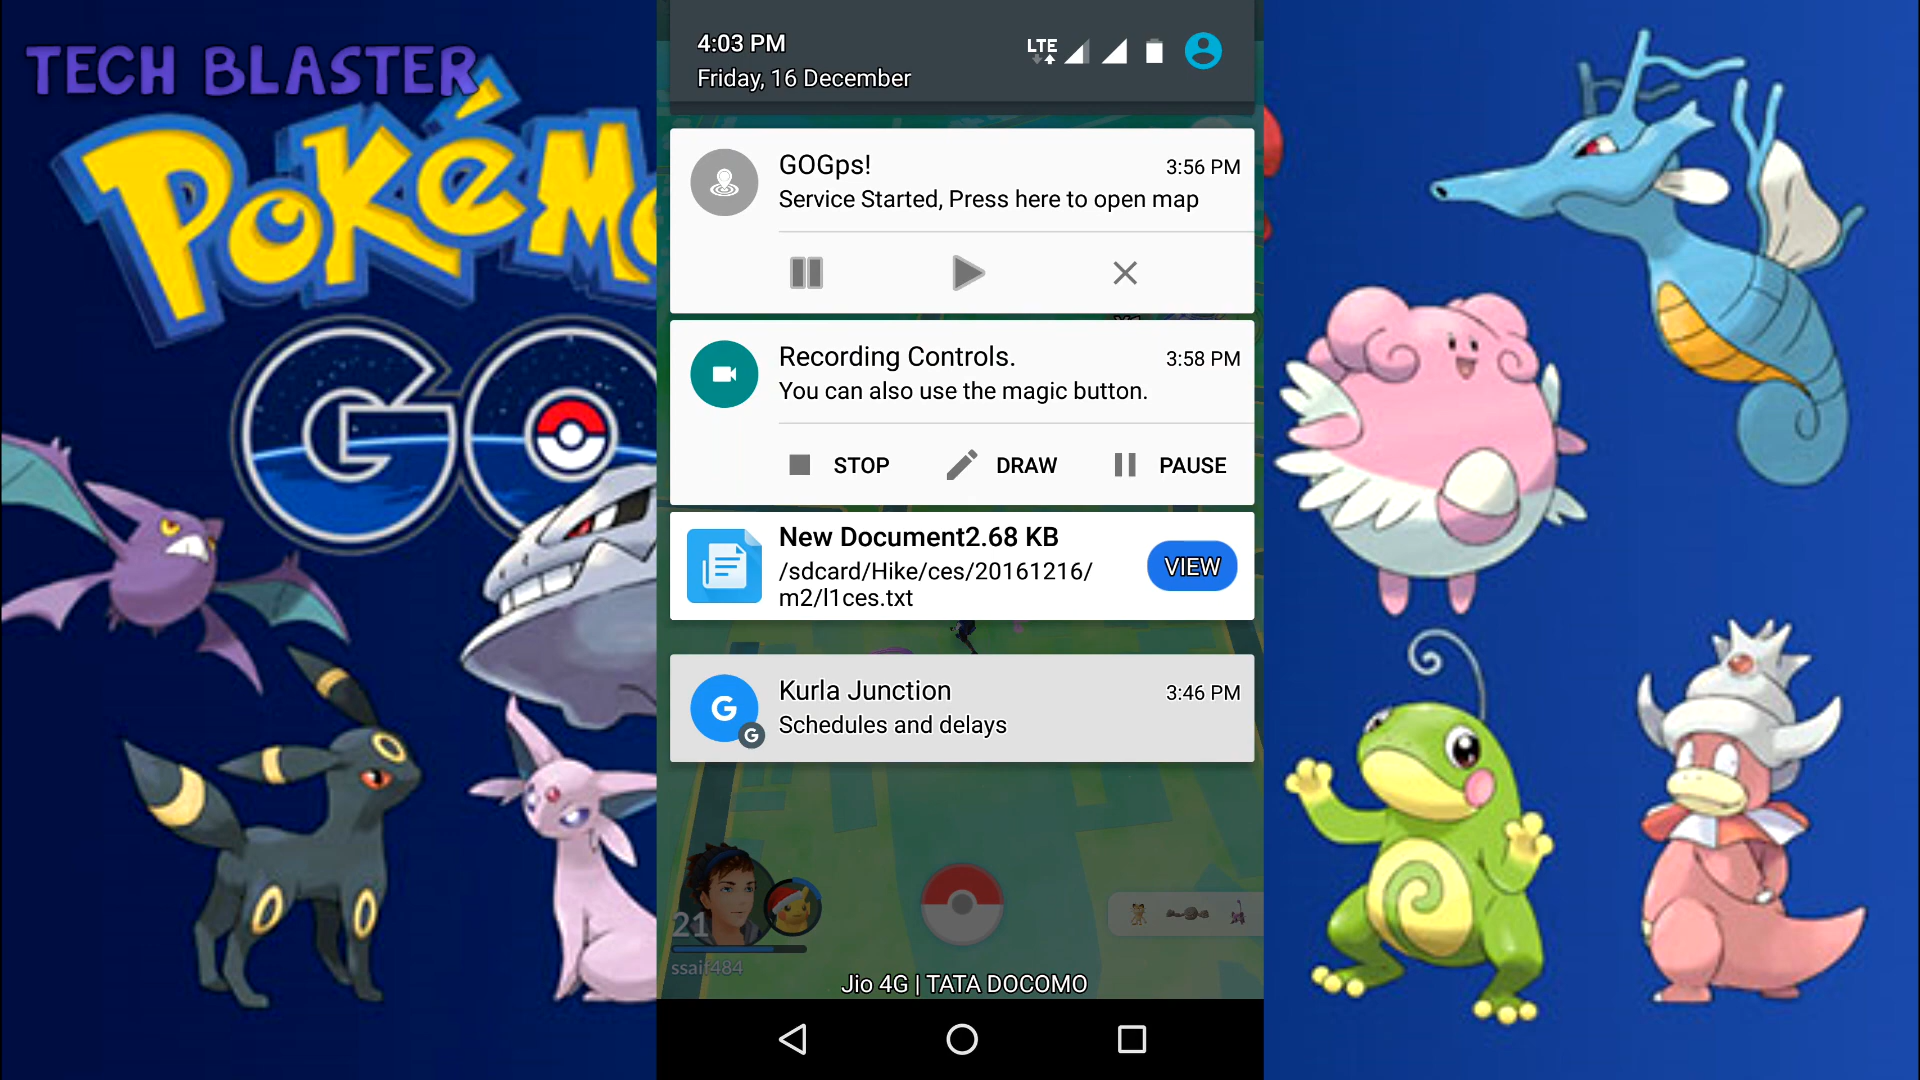 TECH BLASTER
POKÉMO
GO
4:03 PM
Friday, 16 December
LTE
GOGps!
3:56 PM
Service Started, Press here to open map
Recording Controls.
3:58 PM
You can also use the magic button.
STOP
DRAW
PAUSE
New Document2.68 KB
/sdcard/Hike/ces/20161216/
m2/l1ces.txt
VIEW
G
G
Kurla Junction
3:46 PM
Schedules and delays
21
ssaif484
Jio 4G | TATA DOCOMO